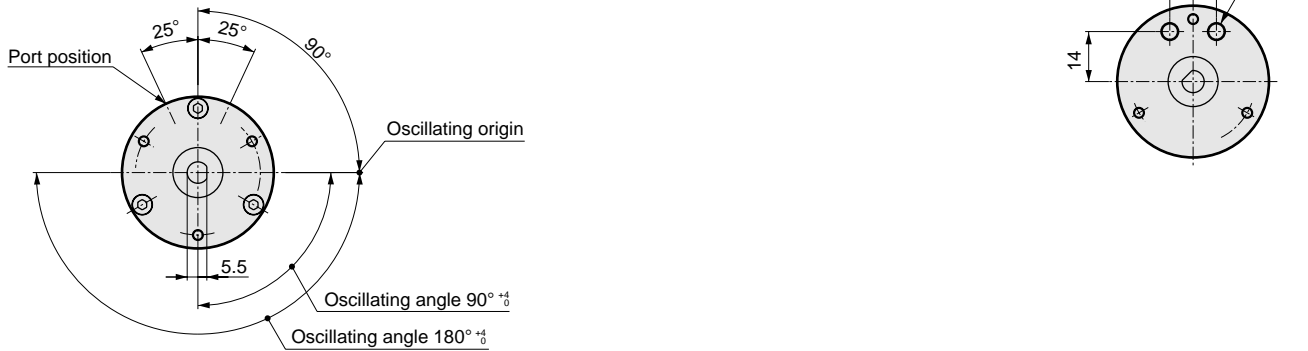 25°
25°
90°
Port position
14
Oscillating origin
5.5
Oscillating angle 90° +4 0
Oscillating angle 180° +4 0